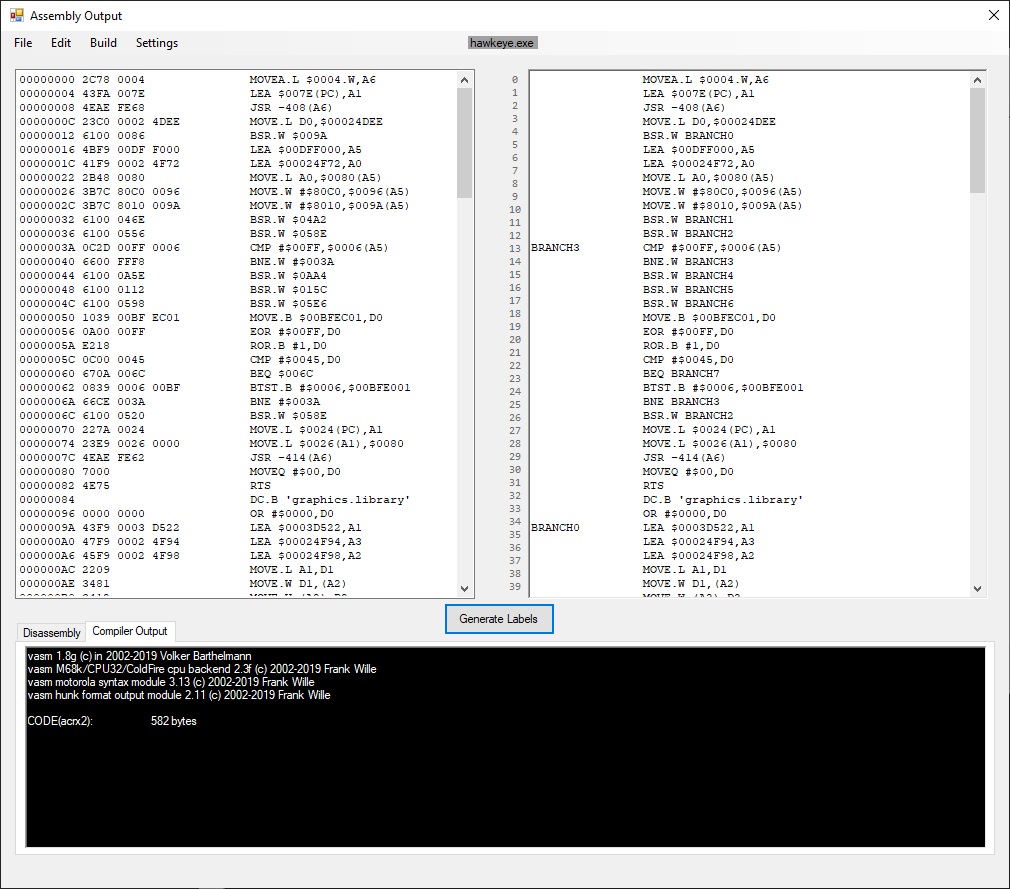 Assembly Output
File Edit Build Settings hawkeye.exe
00000000 2C78 0004 MOVEA.L $0004.W,A6
00000004 43FA 007E LEA $007E(PC),A1
00000008 4EAE FE68 JSR -408(A6)
0000000C 23C0 0002 4DEE MOVE.L D0,$00024DEE
00000012 6100 0086 BSR.W $009A
00000016 4BF9 00DF F000 LEA $00DFF000,A5
0000001C 41F9 0002 4F72 LEA $00024F72,A0
00000022 2B48 0080 MOVE.L A0,$0080(A5)
00000026 3B7C 80C0 0096 MOVE.W #$80C0,$0096(A5)
0000002C 3B7C 8010 009A MOVE.W #$8010,$009A(A5)
00000032 6100 046E BSR.W $04A2
00000036 6100 0556 BSR.W $058E
0000003A 0C2D 00FF 0006 CMP #$00FF,$0006(A5)
00000040 6600 FFF8 BNE.W #$003A
00000044 6100 0A5E BSR.W $0AA4
00000048 6100 0112 BSR.W $015C
0000004C 6100 0598 BSR.W $05E6
00000050 1039 00BF EC01 MOVE.B $00BFEC01,D0
00000056 0A00 00FF EOR #$00FF,D0
0000005A E218 ROR.B #1,D0
0000005C 0C00 0045 CMP #$0045,D0
00000060 670A 006C BEQ $006C
00000062 0839 0006 00BF BTST.B #$0006,$00BFE001
0000006A 66CE 003A BNE #$003A
0000006C 6100 0520 BSR.W $058E
00000070 227A 0024 MOVE.L $0024(PC),A1
00000074 23E9 0026 0000 MOVE.L $0026(A1),$0080
0000007C 4EAE FE62 JSR -414(A6)
00000080 7000 MOVEQ #$00,D0
00000082 4E75 RTS
00000084 DC.B 'graphics.library'
00000096 0000 0000 OR #$0000,D0
0000009A 43F9 0003 D522 LEA $0003D522,A1
000000A0 47F9 0002 4F94 LEA $00024F94,A3
000000A6 45F9 0002 4F98 LEA $00024F98,A2
000000AC 2209 MOVE.L A1,D1
000000AE 3481 MOVE.W D1,(A2)
0 MOVEA.L $0004.W,A6
1 LEA $007E(PC),A1
2 JSR -408(A6)
3 MOVE.L D0,$00024DEE
4 BSR.W BRANCH0
5 LEA $00DFF000,A5
6 LEA $00024F72,A0
7 MOVE.L A0,$0080(A5)
8 MOVE.W #$80C0,$0096(A5)
9 MOVE.W #$8010,$009A(A5)
10 BSR.W BRANCH1
11 BSR.W BRANCH2
12 BRANCH3 CMP #$00FF,$0006(A5)
13 BNE.W BRANCH3
14 BSR.W BRANCH4
15 BSR.W BRANCH5
16 BSR.W BRANCH6
17 MOVE.B $00BFEC01,D0
18 EOR #$00FF,D0
19 ROR.B #1,D0
20 CMP #$0045,D0
21 BEQ BRANCH7
22 BTST.B #$0006,$00BFE001
23 BNE BRANCH3
24 BSR.W BRANCH2
25 MOVE.L $0024(PC),A1
26 MOVE.L $0026(A1),$0080
27 JSR -414(A6)
28 MOVEQ #$00,D0
29 RTS
30 DC.B 'graphics.library'
31 OR #$0000,D0
32 BRANCH0 LEA $0003D522,A1
33 LEA $00024F94,A3
34 LEA $00024F98,A2
35 MOVE.L A1,D1
36 MOVE.W D1,(A2)
37
38
39
Generate Labels
Disassembly Compiler Output
vasm 1.8g (c) in 2002-2019 Volker Barthelmann
vasm M68k/CPU32/ColdFire cpu backend 2.3f (c) 2002-2019 Frank Wille
vasm motorola syntax module 3.13 (c) 2002-2019 Frank Wille
vasm hunk format output module 2.11 (c) 2002-2019 Frank Wille
CODE(acrx2): 582 bytes